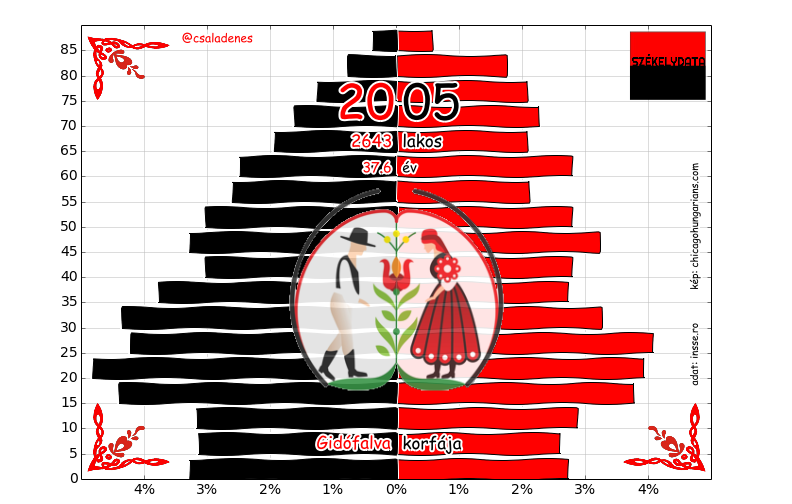 @csaladenes
SZÉKELYDATA
2005
2643 lakos
37.6 év
85
80
75
70
65
60
55
50
45
40
35
30
25
20
15
10
5
0
kép: chicagohungarians.com
adat: insse.ro
Gidófalva korfája
4% 3% 2% 1% 0% 1% 2% 3% 4%